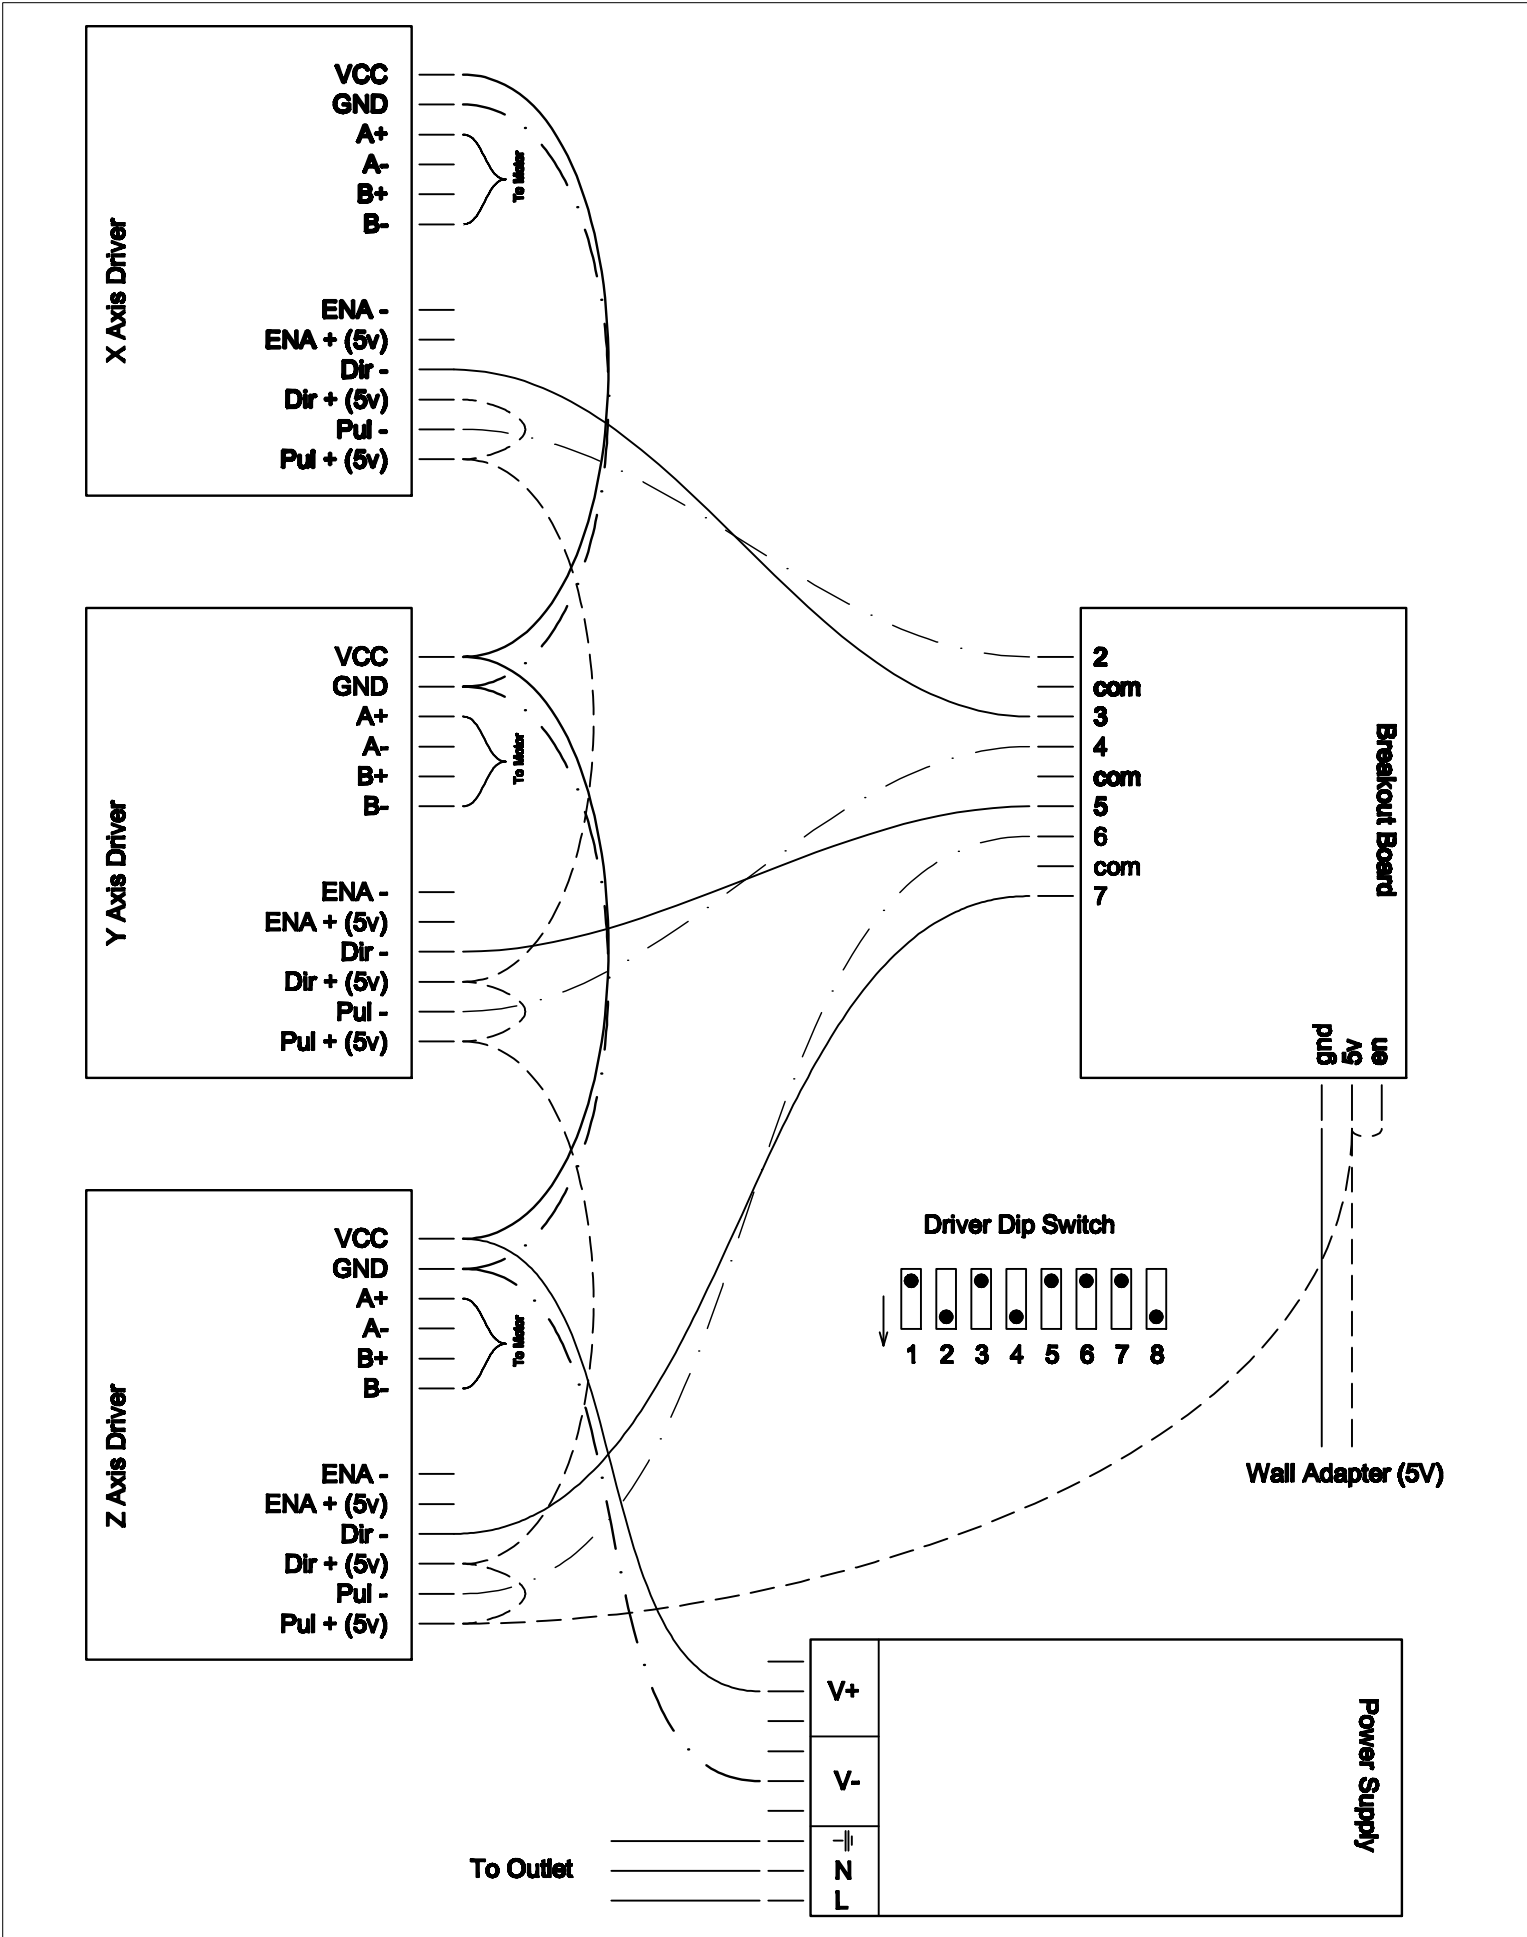 X Axis Driver
VCC
GND
A+
A-
B+
B-
To Motor
ENA -
ENA + (5v)
Dir -
Dir + (5v)
Pul -
Pul + (5v)
Y Axis Driver
VCC
GND
A+
A-
B+
B-
To Motor
ENA -
ENA + (5v)
Dir -
Dir + (5v)
Pul -
Pul + (5v)
Z Axis Driver
VCC
GND
A+
A-
B+
B-
To Motor
ENA -
ENA + (5v)
Dir -
Dir + (5v)
Pul -
Pul + (5v)
Breakout Board
2
com
3
4
com
5
6
com
7
gnd
5v
en
Driver Dip Switch
1 2 3 4 5 6 7 8
Wall Adapter (5V)
Power Supply
V+
V-
N
L
To Outlet